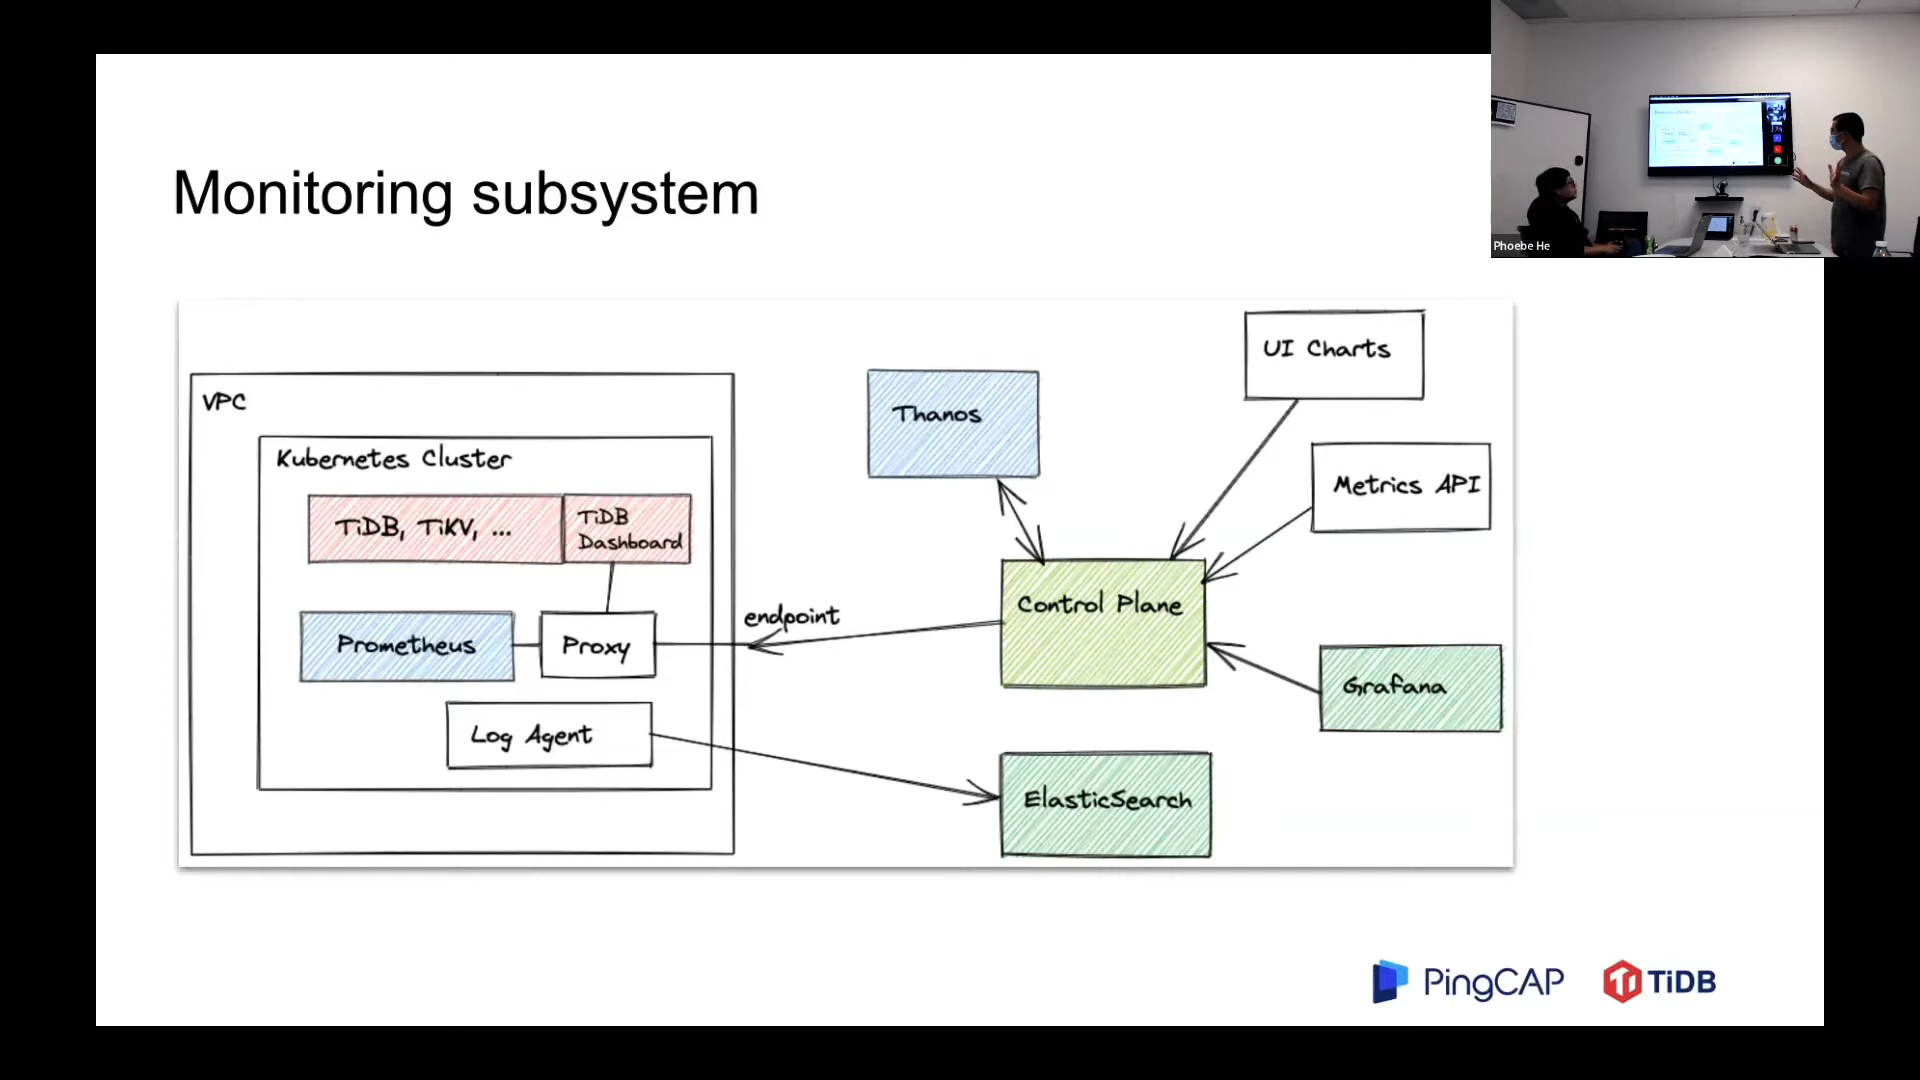 Monitoring subsystem
Phoebe He
VPC
Kubernetes Cluster
TiDB, TiKV, ...
TiDB
Dashboard
Prometheus
Proxy
Log Agent
endpoint
Thanos
UI Charts
Metrics API
Control Plane
Grafana
ElasticSearch
PingCAP
TiDB